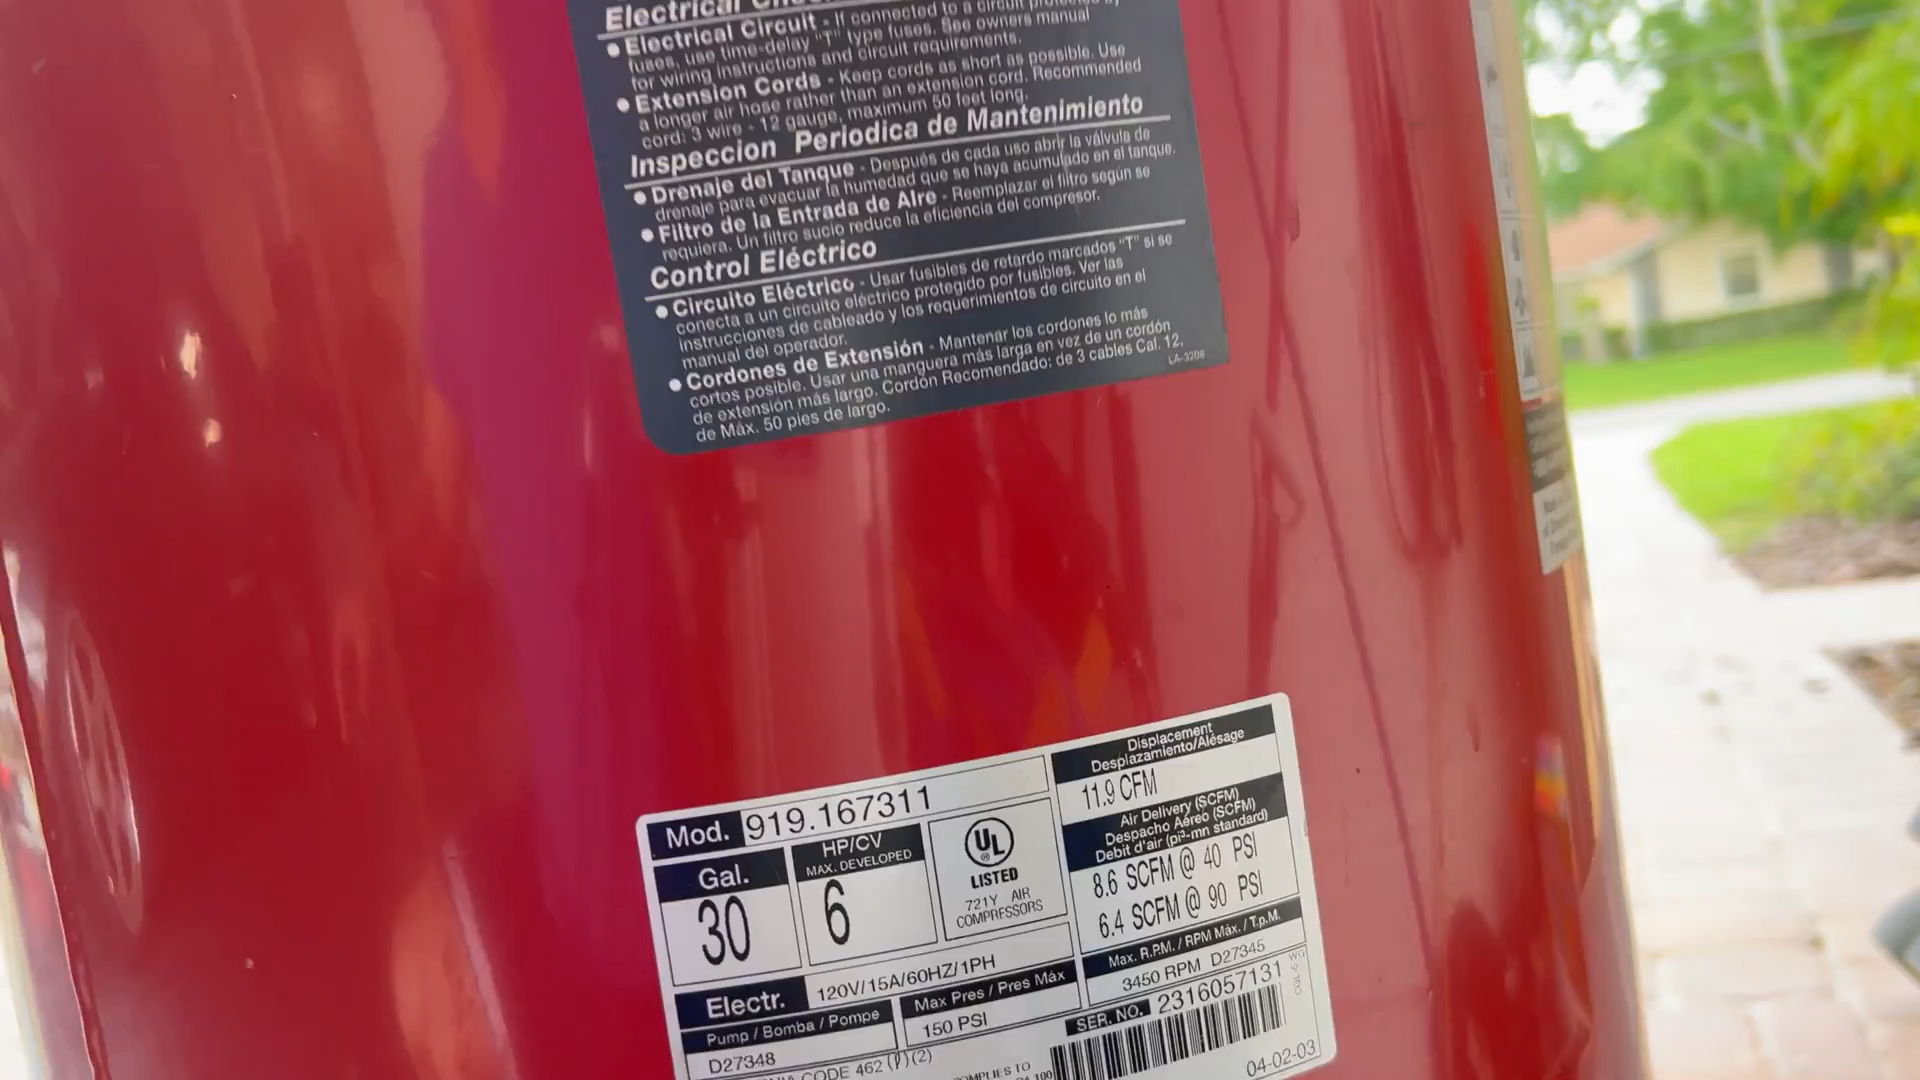 Electrical
• Electrical Circuit - If connected to a circuit protected by
fuses, use time-delay "T" type fuses. See owners manual
for wiring instructions and circuit requirements.
• Extension Cords - Keep cords as short as possible. Use
a longer air hose rather than an extension cord. Recommended
cord: 3 wire - 12 gauge, maximum 50 feet long.
Inspeccion Periodica de Mantenimiento
• Drenaje del Tanque - Después de cada uso abrir la válvula de
drenaje para evacuar la humedad que se haya acumulado en el tanque.
• Filtro de la Entrada de Aire - Reemplazar el filtro según se
requiera. Un filtro sucio reduce la eficiencia del compresor.
Control Eléctrico
• Circuito Eléctrico - Usar fusibles de retardo marcados "T" si se
conecta a un circuito eléctrico protegido por fusibles. Ver las
instrucciones de cableado y los requerimientos de circuito en el
manual del operador.
• Cordones de Extensión - Mantenar los cordones lo más
cortos posible. Usar una manguera más larga en vez de un cordón
de extensión más largo. Cordón Recomendado: de 3 cables Cal. 12,
de Máx. 50 pies de largo.
LA-3208
Mod. 919.167311
Gal.
30
HP/CV
MAX. DEVELOPED
6
UL
LISTED
721Y AIR
COMPRESSORS
Displacement
Desplazamiento/Alésage
11.9 CFM
Air Delivery (SCFM)
Despacho Aéreo (SCFM)
Debit d'air (pi³-mn standard)
8.6 SCFM @ 40 PSI
6.4 SCFM @ 90 PSI
Electr. 120V/15A/60HZ/1PH
Max. R.P.M. / RPM Máx. / T.p.M.
3450 RPM D27345
Pump / Bomba / Pompe
D27348
Max Pres / Pres Máx
150 PSI
SER. NO. 2316057131
CODE 462 (l) (2)
COMPLIES TO
04-02-03